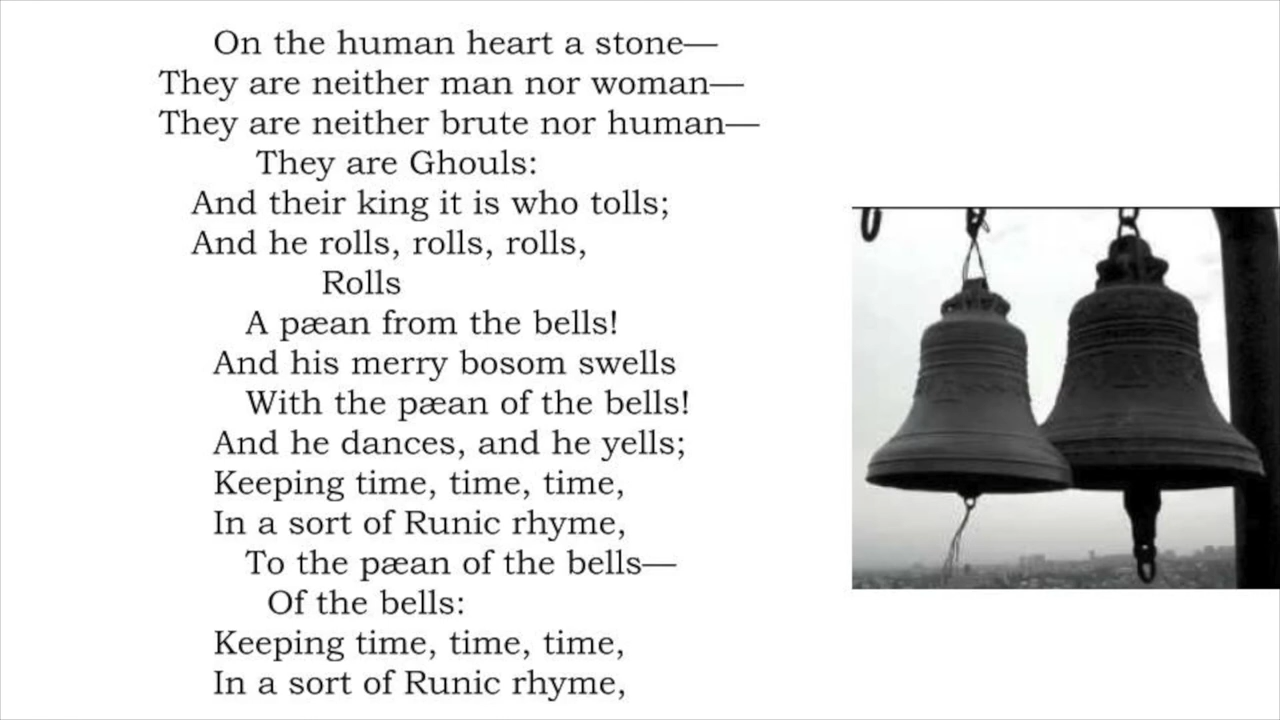 On the human heart a stone—
They are neither man nor woman—
They are neither brute nor human—
They are Ghouls:
And their king it is who tolls;
And he rolls, rolls, rolls,
Rolls
A pæan from the bells!
And his merry bosom swells
With the pæan of the bells!
And he dances, and he yells;
Keeping time, time, time,
In a sort of Runic rhyme,
To the pæan of the bells—
Of the bells:
Keeping time, time, time,
In a sort of Runic rhyme,